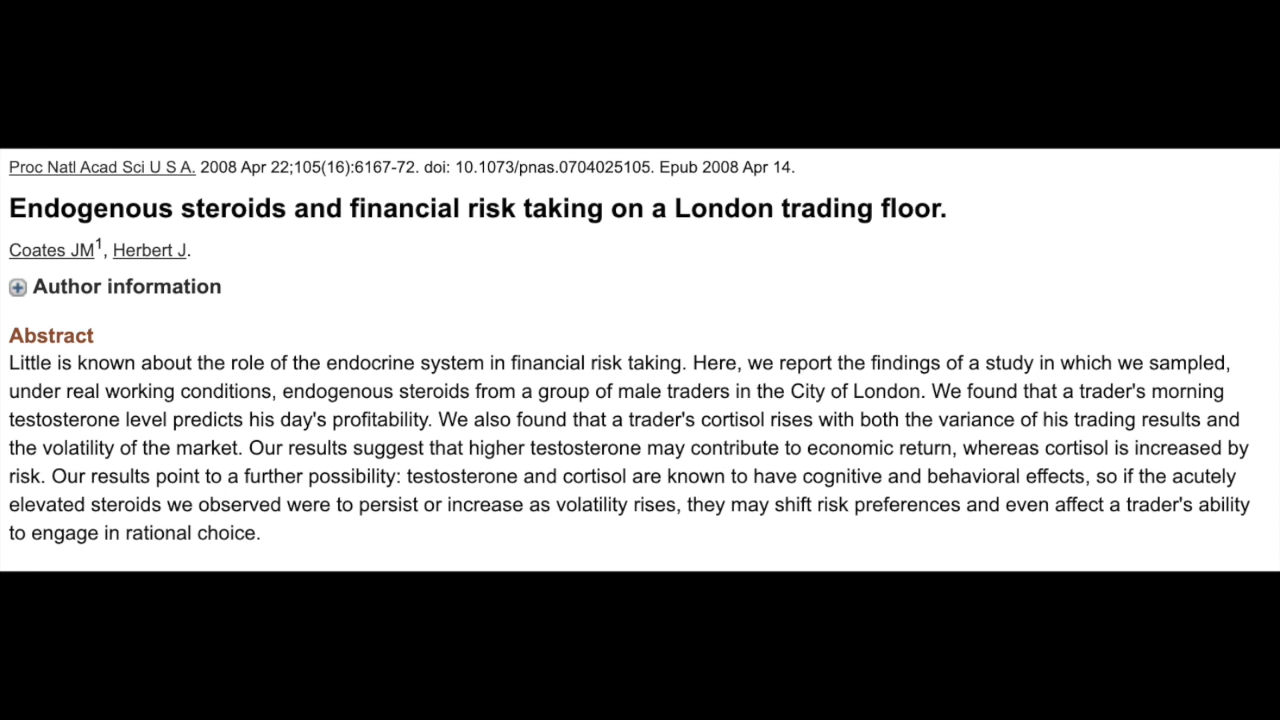 Proc Natl Acad Sci U S A. 2008 Apr 22;105(16):6167-72. doi: 10.1073/pnas.0704025105. Epub 2008 Apr 14.
Endogenous steroids and financial risk taking on a London trading floor.
Coates JM1, Herbert J.
Author information
Abstract
Little is known about the role of the endocrine system in financial risk taking. Here, we report the findings of a study in which we sampled,
under real working conditions, endogenous steroids from a group of male traders in the City of London. We found that a trader's morning
testosterone level predicts his day's profitability. We also found that a trader's cortisol rises with both the variance of his trading results and
the volatility of the market. Our results suggest that higher testosterone may contribute to economic return, whereas cortisol is increased by
risk. Our results point to a further possibility: testosterone and cortisol are known to have cognitive and behavioral effects, so if the acutely
elevated steroids we observed were to persist or increase as volatility rises, they may shift risk preferences and even affect a trader's ability
to engage in rational choice.